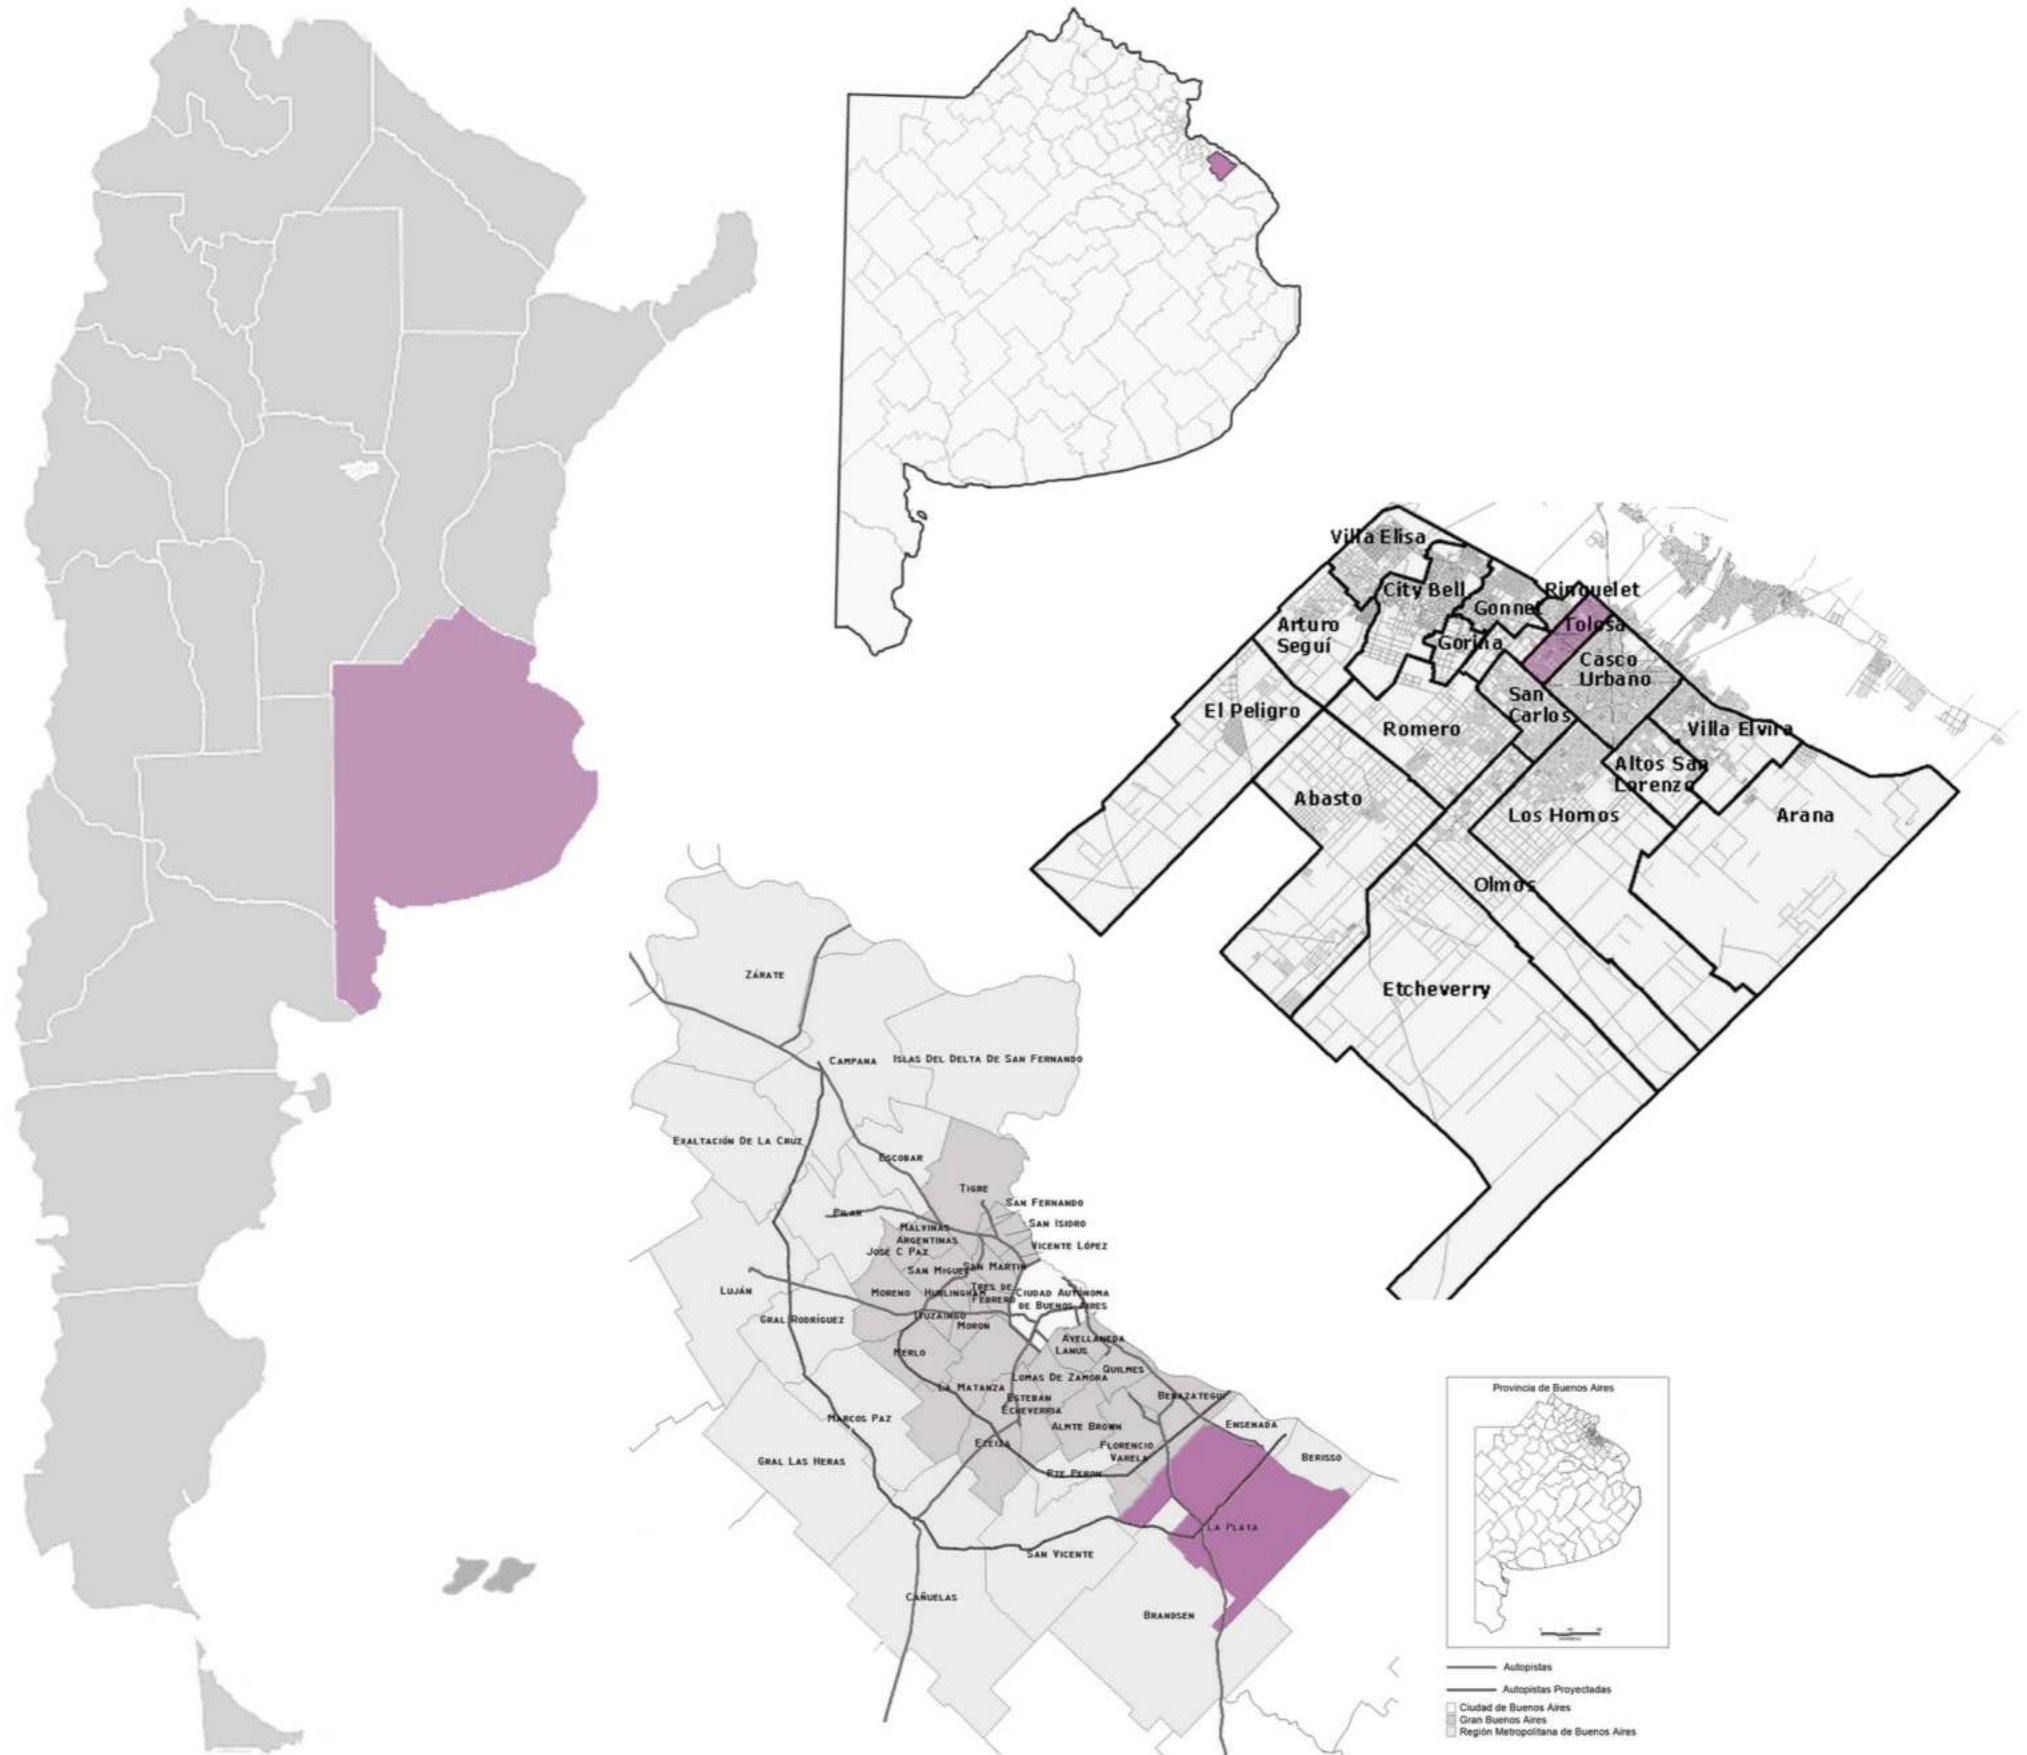 Villa Elisa
City Bell
Ringuelet
Gonnet
Tolosa
Arturo
Seguí
Gorina
Casco
Urbano
San
Carlos
El Peligro
Romero
Villa Elvira
Altos San
Lorenzo
Abasto
Los Hornos
Arana
Olmos
Etcheverry
ZÁRATE
CAMPANA
ISLAS DEL DELTA DE SAN FERNANDO
EXALTACIÓN DE LA CRUZ
ESCOBAR
TIGRE
SAN FERNANDO
PILAR
SAN ISIDRO
MALVINAS
ARGENTINAS
VICENTE LÓPEZ
JOSÉ C PAZ
SAN MIGUEL
SAN MARTIN
LUJÁN
MORENO
HURLINGHAM
TRES DE
FEBRERO
CIUDAD AUTÓNOMA
DE BUENOS AIRES
GRAL RODRÍGUEZ
ITUZAINGO
MORON
AVELLANEDA
LANUS
MERLO
QUILMES
LOMAS DE ZAMORA
LA MATANZA
ESTEBAN
ECHEVERRIA
BERAZATEGUI
MARCOS PAZ
ALMTE BROWN
ENSENADA
EZEIZA
FLORENCIO
VARELA
BERISSO
GRAL LAS HERAS
PTE PERON
LA PLATA
SAN VICENTE
CAÑUELAS
BRANDSEN
Provincia de Buenos Aires
Autopistas
Autopistas Proyectadas
Ciudad de Buenos Aires
Gran Buenos Aires
Región Metropolitana de Buenos Aires